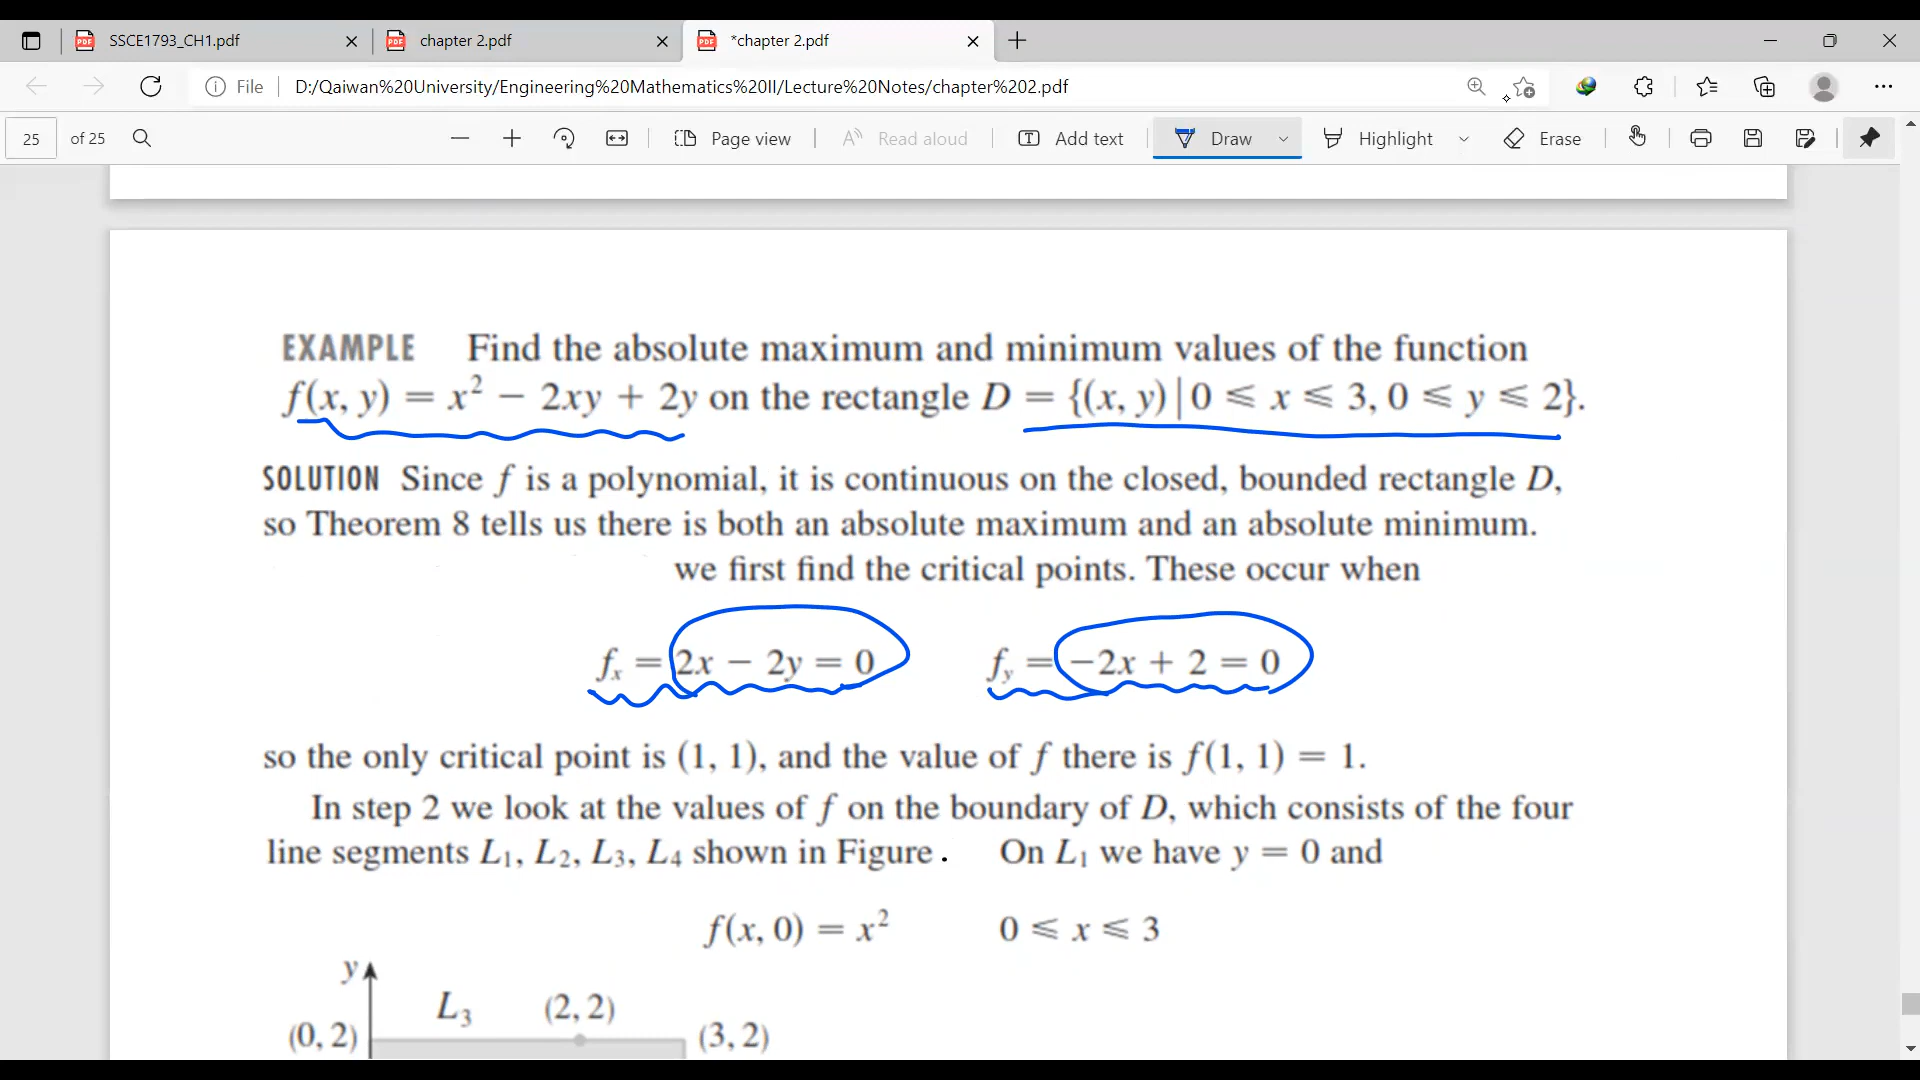 SSCE1793_CH1.pdf
chapter 2.pdf
*chapter 2.pdf
File
D:/Qaiwan%20University/Engineering%20Mathematics%20II/Lecture%20Notes/chapter%202.pdf
25 of 25
Page view
Read aloud
Add text
Draw
Highlight
Erase
EXAMPLE Find the absolute maximum and minimum values of the function
f(x, y) = x² − 2xy + 2y on the rectangle D = {(x, y) | 0 ⩽ x ⩽ 3, 0 ⩽ y ⩽ 2}.
SOLUTION Since f is a polynomial, it is continuous on the closed, bounded rectangle D,
so Theorem 8 tells us there is both an absolute maximum and an absolute minimum.
we first find the critical points. These occur when
fₓ = 2x − 2y = 0 f_y = −2x + 2 = 0
so the only critical point is (1, 1), and the value of f there is f(1, 1) = 1.
In step 2 we look at the values of f on the boundary of D, which consists of the four
line segments L₁, L₂, L₃, L₄ shown in Figure . On L₁ we have y = 0 and
f(x, 0) = x² 0 ⩽ x ⩽ 3
y
L₃ (2, 2)
(0, 2) (3, 2)